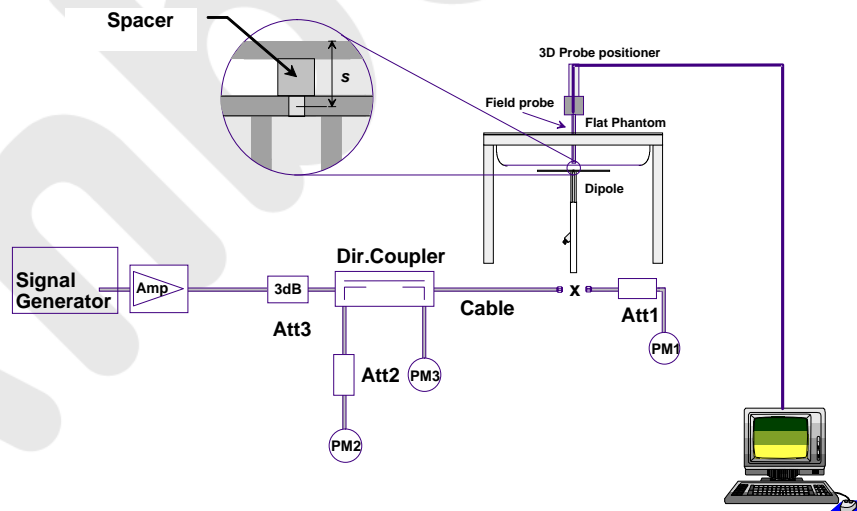 Spacer
s
3D Probe positioner
Field probe
Flat Phantom
Dipole
Dir.Coupler
Signal
Generator
Amp
3dB
Att3
Cable
x
Att1
PM1
Att2
PM3
PM2